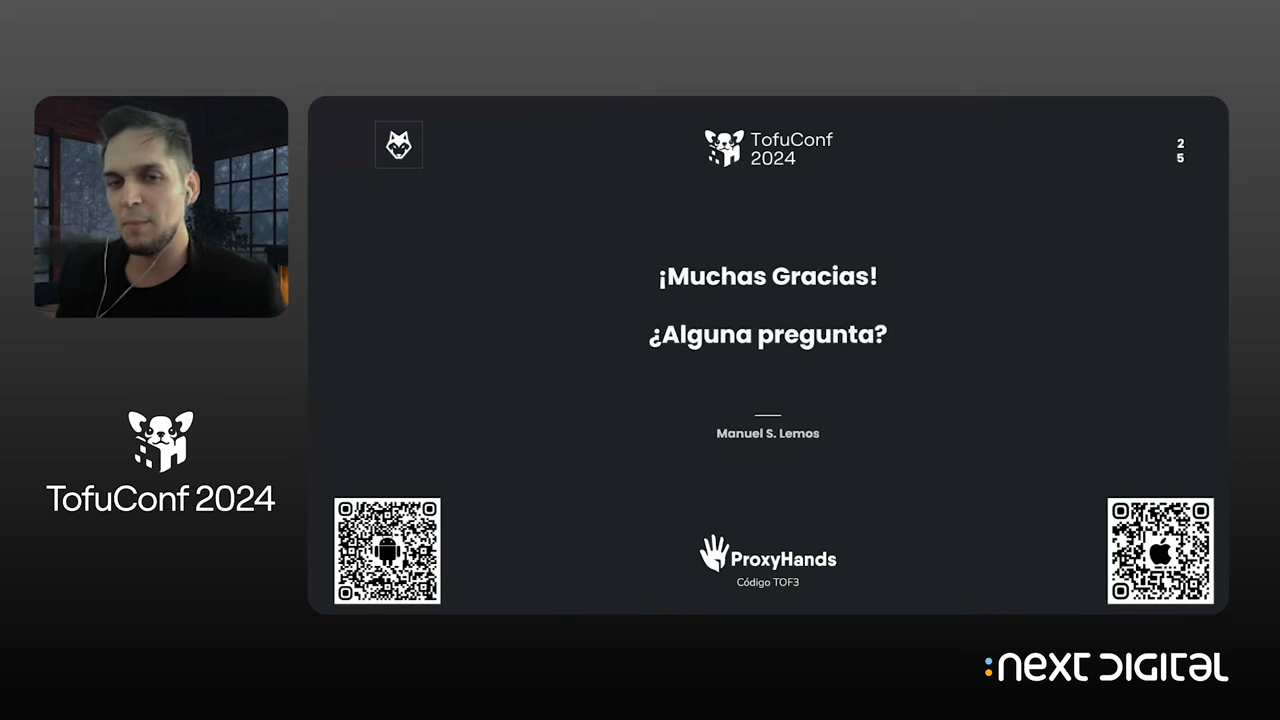 TofuConf
2024
2
5
¡Muchas Gracias!
¿Alguna pregunta?
Manuel S. Lemos
TofuConf 2024
ProxyHands
Código TOF3
:NEXT DIGITAL